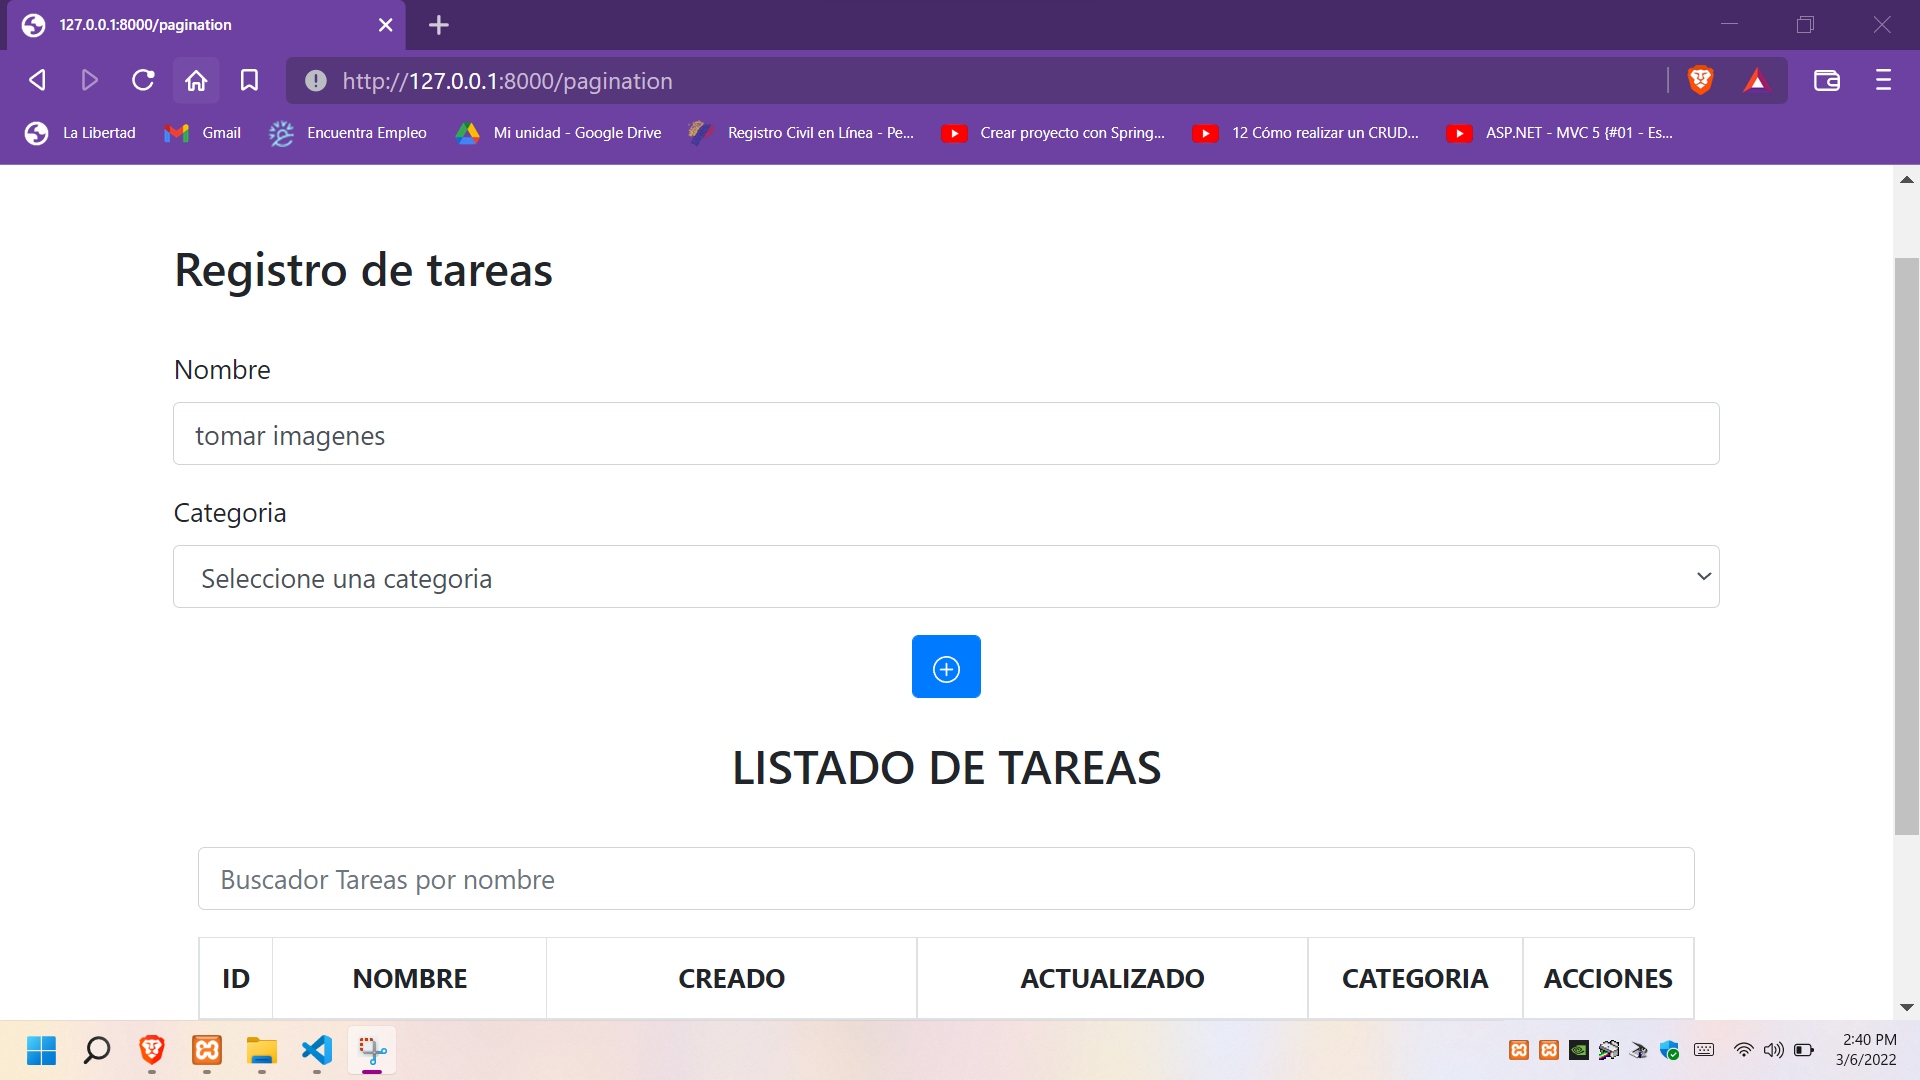 127.0.0.1:8000/pagination
http://127.0.0.1:8000/pagination
La Libertad
Gmail
Encuentra Empleo
Mi unidad - Google Drive
Registro Civil en Línea - Pe...
Crear proyecto con Spring...
12 Cómo realizar un CRUD...
ASP.NET - MVC 5 {#01 - Es...
Registro de tareas
Nombre
tomar imagenes
Categoria
Seleccione una categoria
LISTADO DE TAREAS
Buscador Tareas por nombre
ID NOMBRE CREADO ACTUALIZADO CATEGORIA ACCIONES
2:40 PM
3/6/2022